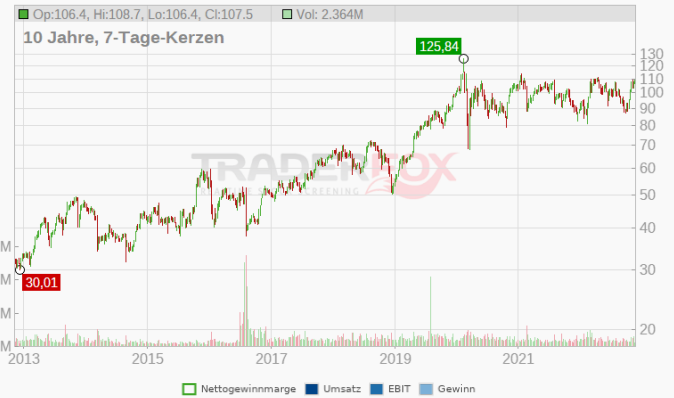 Op:106.4, Hi:108.7, Lo:106.4, Cl:107.5 Vol: 2.364M
10 Jahre, 7-Tage-Kerzen
125,84
130
120
110
100
90
80
70
60
50
40
30
20
TRADERFOX
SCREENING
30,01
M
M
M
M
2013 2015 2017 2019 2021
Nettogewinnmarge Umsatz EBIT Gewinn